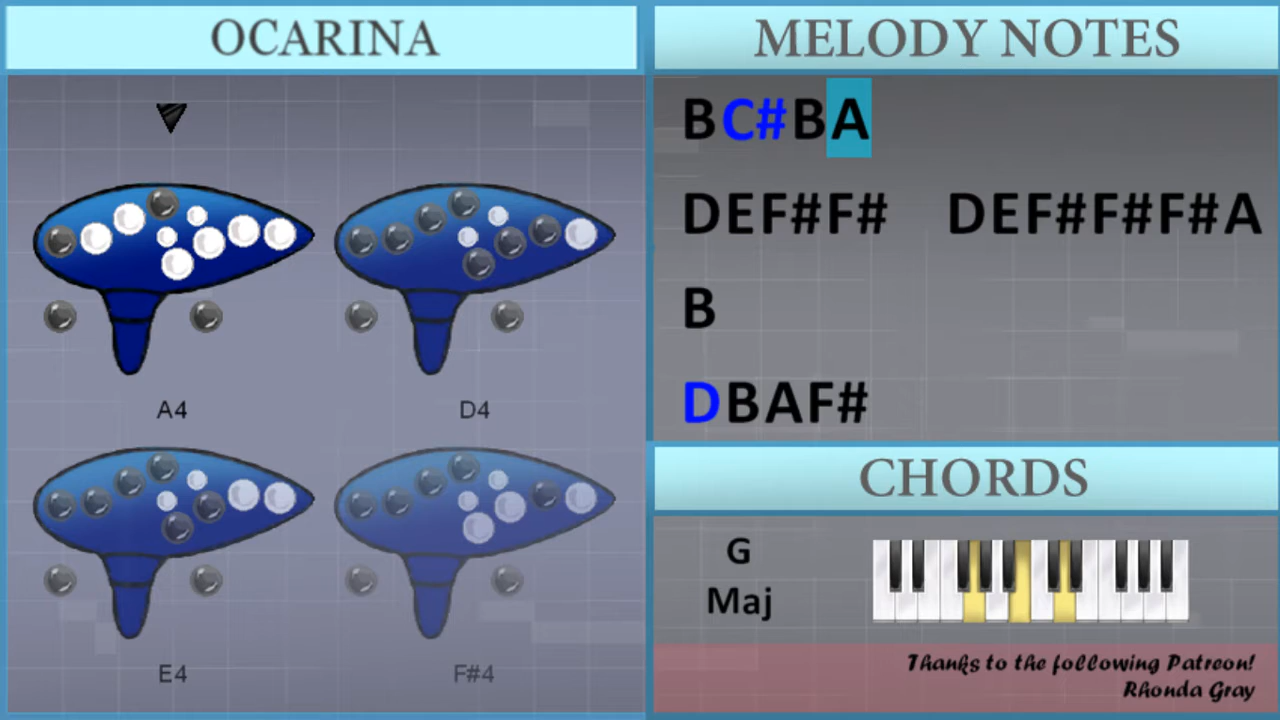 OCARINA
A4
D4
E4
F#4
MELODY NOTES
BC#BA
DEF#F# DEF#F#F#A
B
DBAF#
CHORDS
G
Maj
Thanks to the following Patreon!
Rhonda Gray